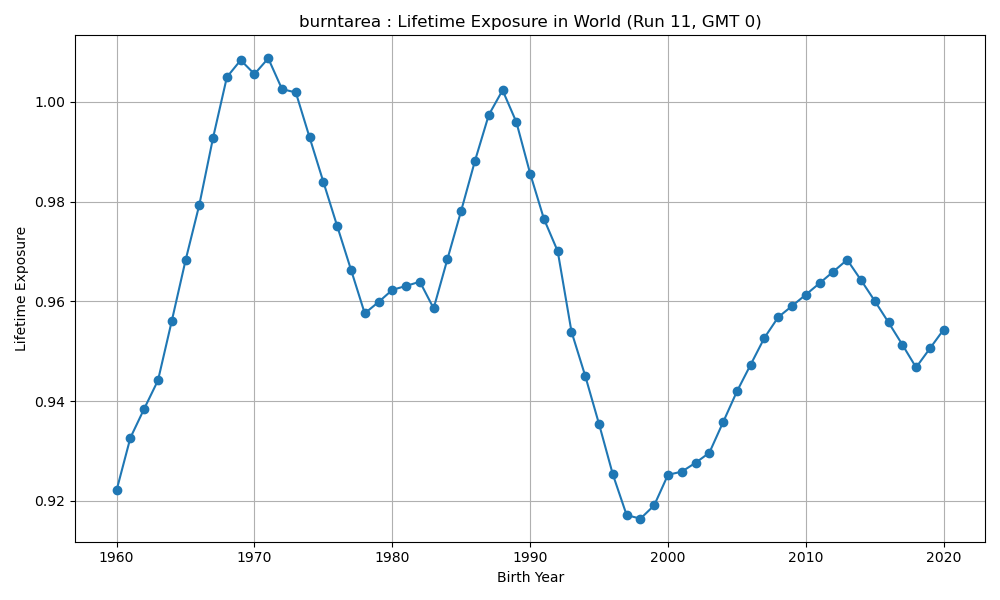 burntarea : Lifetime Exposure in World (Run 11, GMT 0)
Lifetime Exposure
1.00
0.98
0.96
0.94
0.92
1960 1970 1980 1990 2000 2010 2020
Birth Year